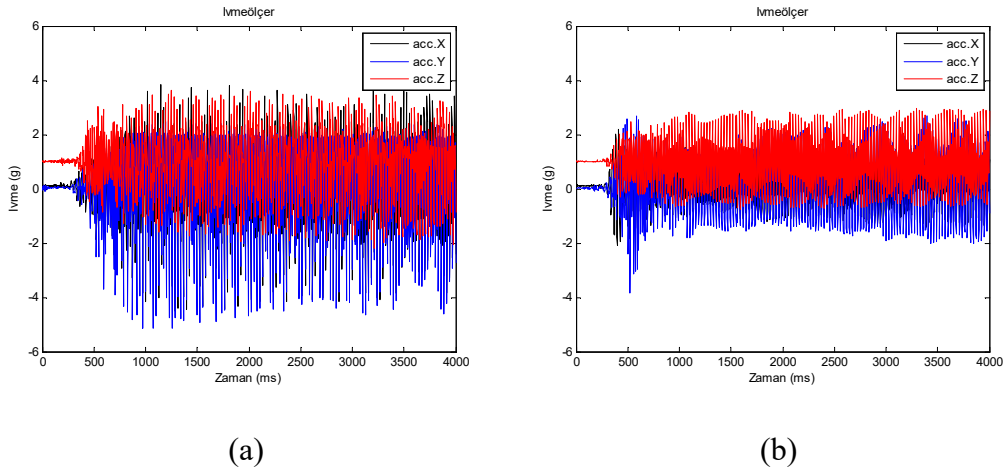 Ivmeölçer
6
4
2
0
-2
-4
-6
0 500 1000 1500 2000 2500 3000 3500 4000
Zaman (ms)
Ivme (g)
acc.X
acc.Y
acc.Z
(a)
Ivmeölçer
6
4
2
0
-2
-4
-6
0 500 1000 1500 2000 2500 3000 3500 4000
Zaman (ms)
Ivme (g)
acc.X
acc.Y
acc.Z
(b)